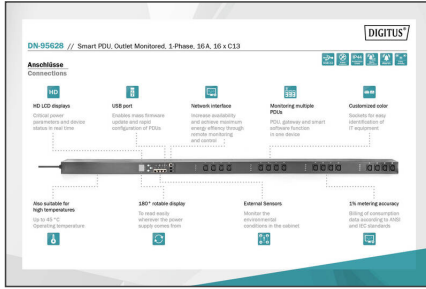 DIGITUS®
DN-95628 // Smart PDU, Outlet Monitored, 1-Phase, 16A, 16 x C13
Anschlüsse
Connections
HD
HD LCD displays
Critical power
parameters and device
status in real time
USB port
Enables mass firmware
update and rapid
configuration of PDUs
Network interface
Increase availability
and achieve maximum
energy effiency through
remote monitoring
and control
Monitoring multiple
PDUs
PDU, gateway and smart
software function
in one device
Customized color
Sockets for easy
identification of
IT equipment
Also suitable for
high temperatures
Up to 45 °C
Operating temperature
180° rotable display
To read easily
wherever the power
supply comes from
External Sensors
Monitor the
environmental
conditions in the cabinet
1% metering accuracy
Billing of consumption
data according to ANSI
and IEC standards